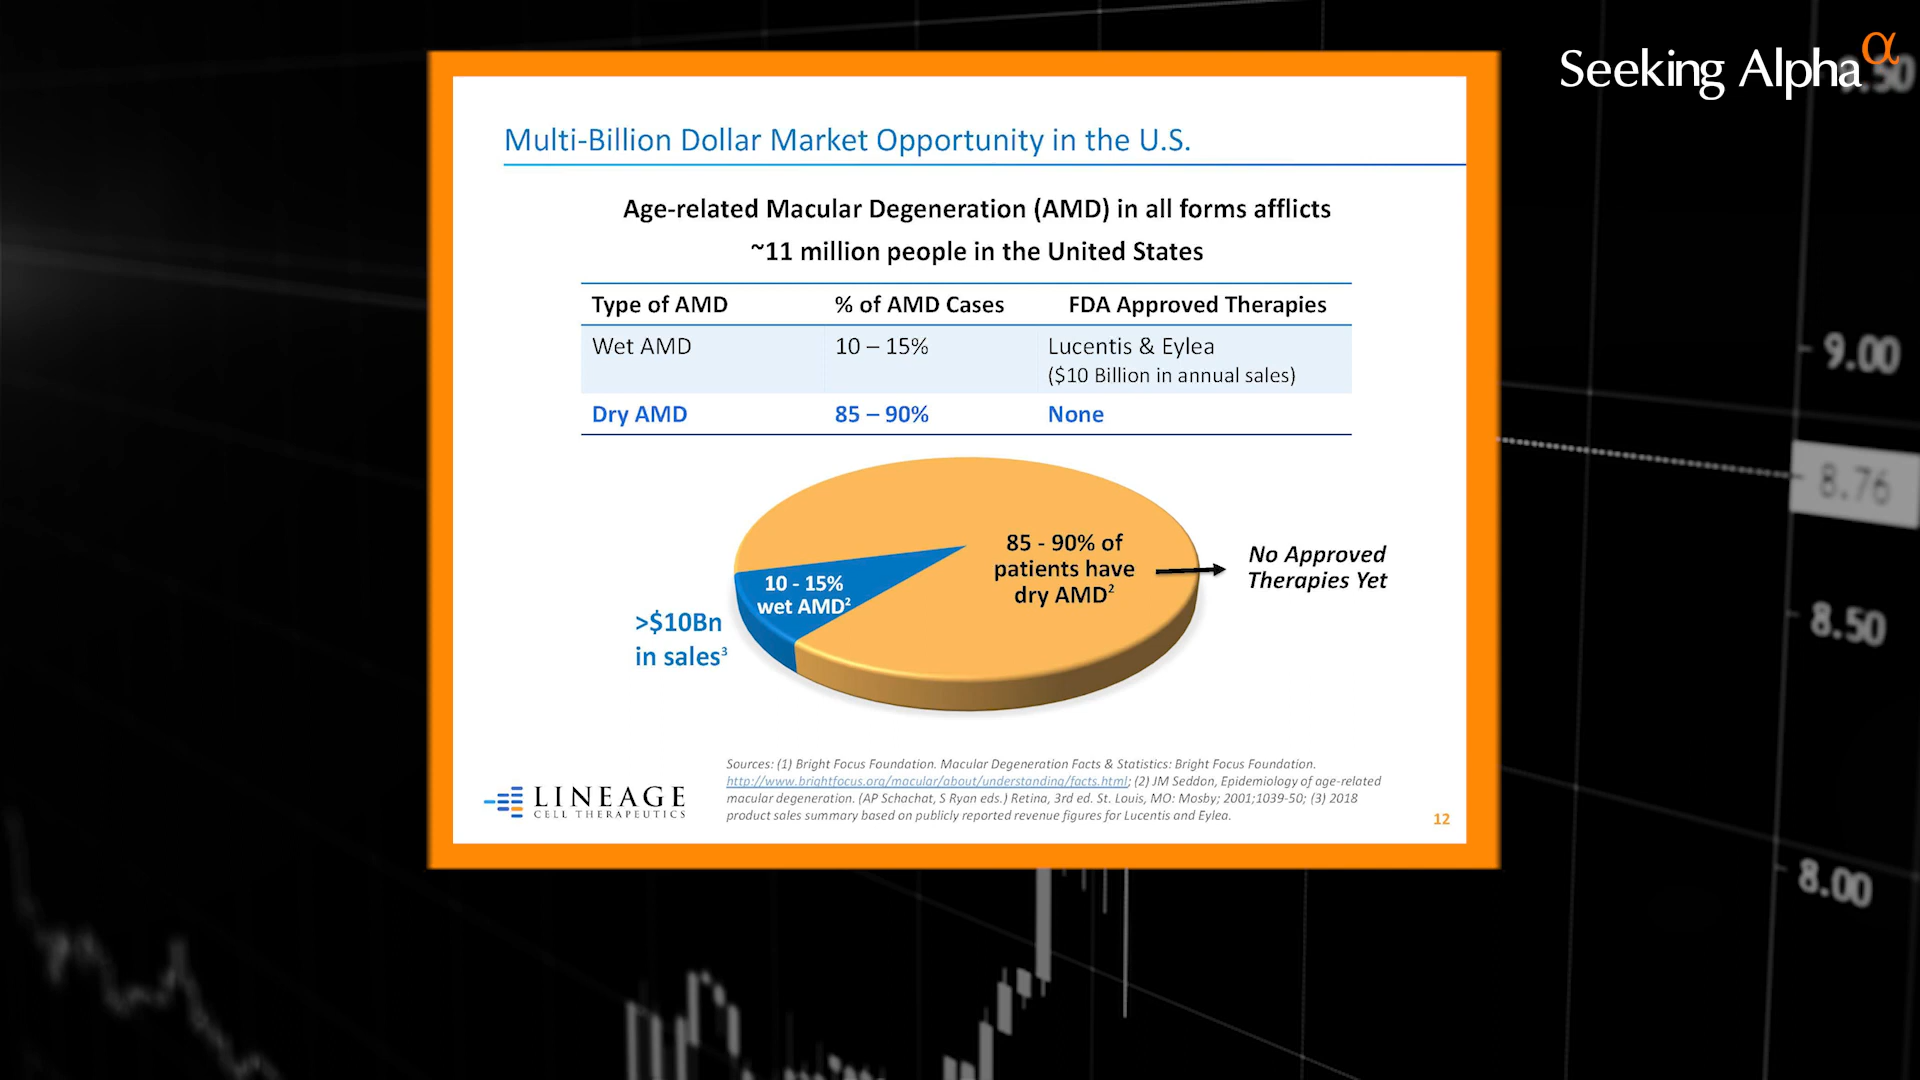 Seeking Alpha α
Multi-Billion Dollar Market Opportunity in the U.S.
Age-related Macular Degeneration (AMD) in all forms afflicts
~11 million people in the United States
Type of AMD % of AMD Cases FDA Approved Therapies
Wet AMD 10 – 15% Lucentis & Eylea
($10 Billion in annual sales)
Dry AMD 85 – 90% None
85 - 90% of
patients have
dry AMD²
No Approved
Therapies Yet
10 - 15%
wet AMD²
>$10Bn
in sales³
Sources: (1) Bright Focus Foundation. Macular Degeneration Facts & Statistics: Bright Focus Foundation.
http://www.brightfocus.org/macular/about/understanding/facts.html; (2) JM Seddon, Epidemiology of age-related
macular degeneration. (AP Schachat, S Ryan eds.) Retina, 3rd ed. St. Louis, MO: Mosby; 2001;1039-50; (3) 2018
product sales summary based on publicly reported revenue figures for Lucentis and Eylea.
LINEAGE
CELL THERAPEUTICS
12
9.00
8.76
8.50
8.00